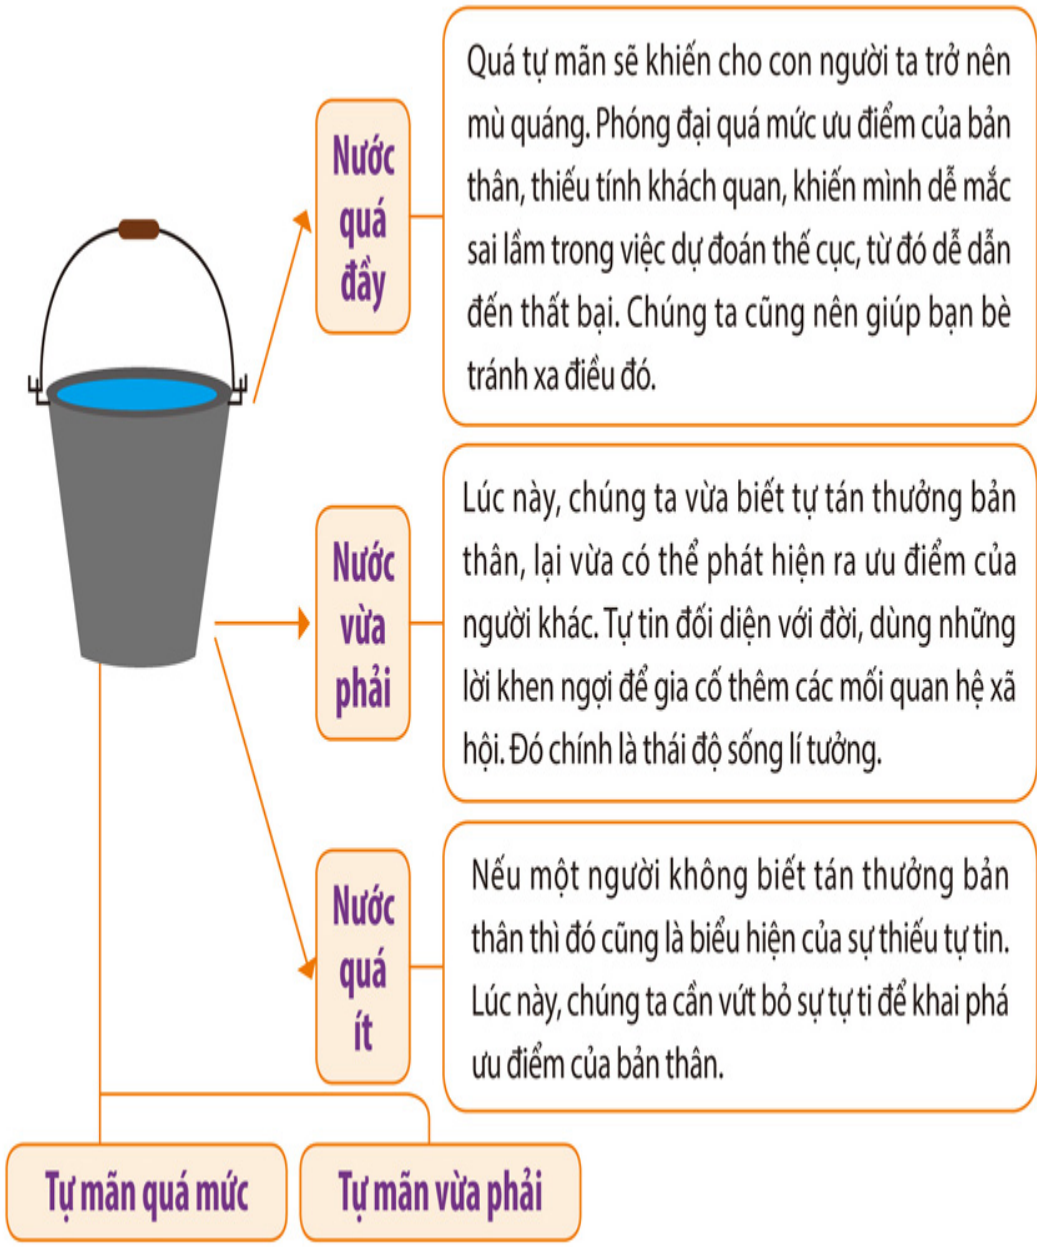 Nước
quá
đầy
Quá tự mãn sẽ khiến cho con người ta trở nên
mù quáng. Phóng đại quá mức ưu điểm của bản
thân, thiếu tính khách quan, khiến mình dễ mắc
sai lầm trong việc dự đoán thế cục, từ đó dễ dẫn
đến thất bại. Chúng ta cũng nên giúp bạn bè
tránh xa điều đó.
Nước
vừa
phải
Lúc này, chúng ta vừa biết tự tán thưởng bản
thân, lại vừa có thể phát hiện ra ưu điểm của
người khác. Tự tin đối diện với đời, dùng những
lời khen ngợi để gia cố thêm các mối quan hệ xã
hội. Đó chính là thái độ sống lí tưởng.
Nước
quá
ít
Nếu một người không biết tán thưởng bản
thân thì đó cũng là biểu hiện của sự thiếu tự tin.
Lúc này, chúng ta cần vứt bỏ sự tự ti để khai phá
ưu điểm của bản thân.
Tự mãn quá mức
Tự mãn vừa phải